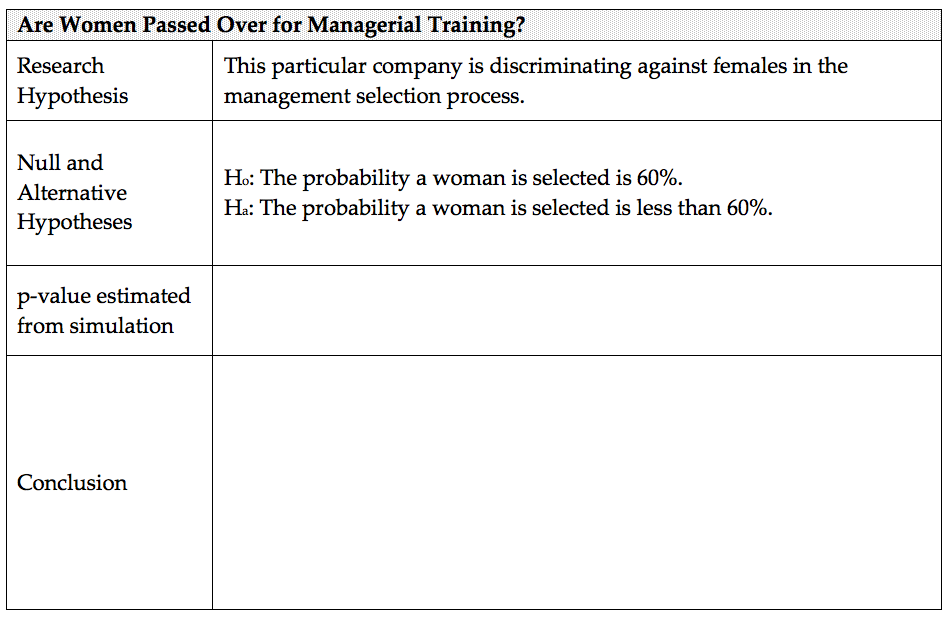 Are Women Passed Over for Managerial Training?
Research
Hypothesis
This particular company is discriminating against females in the
management selection process.
Null and
Alternative
Hypotheses
Ho: The probability a woman is selected is 60%.
Ha: The probability a woman is selected is less than 60%.
p-value estimated
from simulation
Conclusion